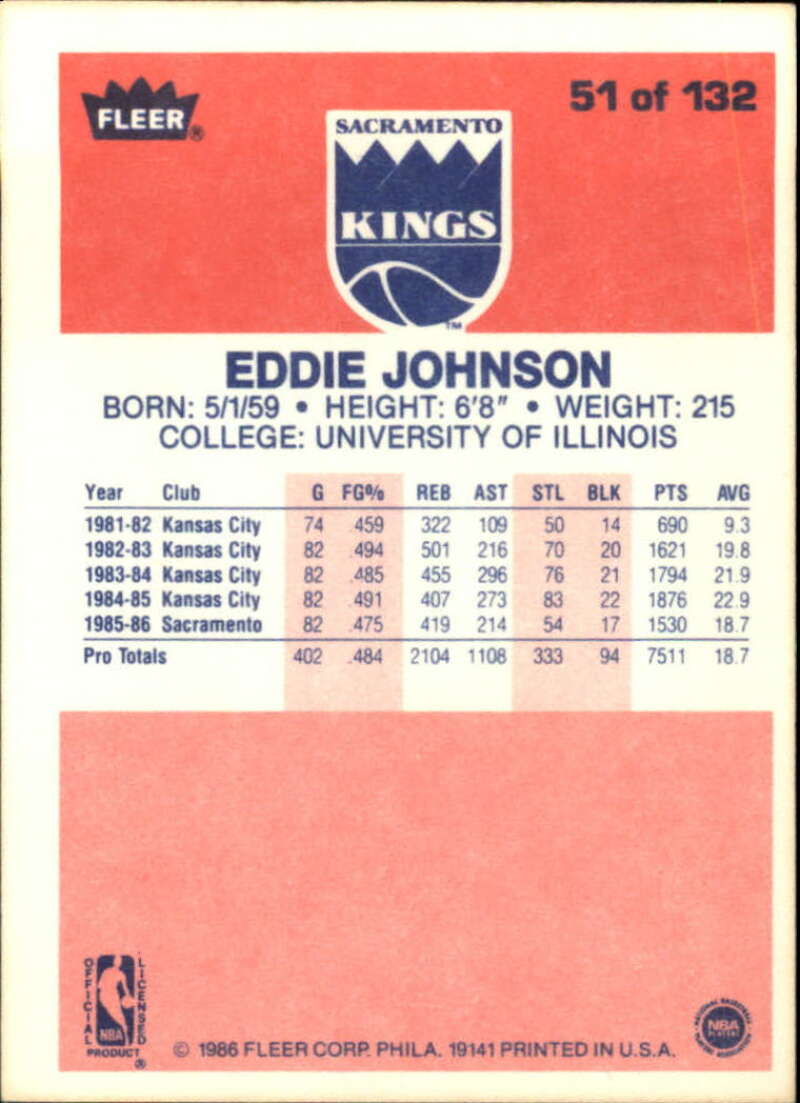 FLEER®
51 of 132
SACRAMENTO
KINGS
TM
EDDIE JOHNSON
BORN: 5/1/59 • HEIGHT: 6'8" • WEIGHT: 215
COLLEGE: UNIVERSITY OF ILLINOIS
Year Club G FG% REB AST STL BLK PTS AVG
1981-82 Kansas City 74 .459 322 109 50 14 690 9.3
1982-83 Kansas City 82 .494 501 216 70 20 1621 19.8
1983-84 Kansas City 82 .485 455 296 76 21 1794 21.9
1984-85 Kansas City 82 .491 407 273 83 22 1876 22.9
1985-86 Sacramento 82 .475 419 214 54 17 1530 18.7
Pro Totals 402 .484 2104 1108 333 94 7511 18.7
OFFICIAL
LICENSED
NBA
PRODUCT ®
© 1986 FLEER CORP. PHILA. 19141 PRINTED IN U.S.A.
NATIONAL BASKETBALL
NBA
PLAYERS
ASSOCIATION